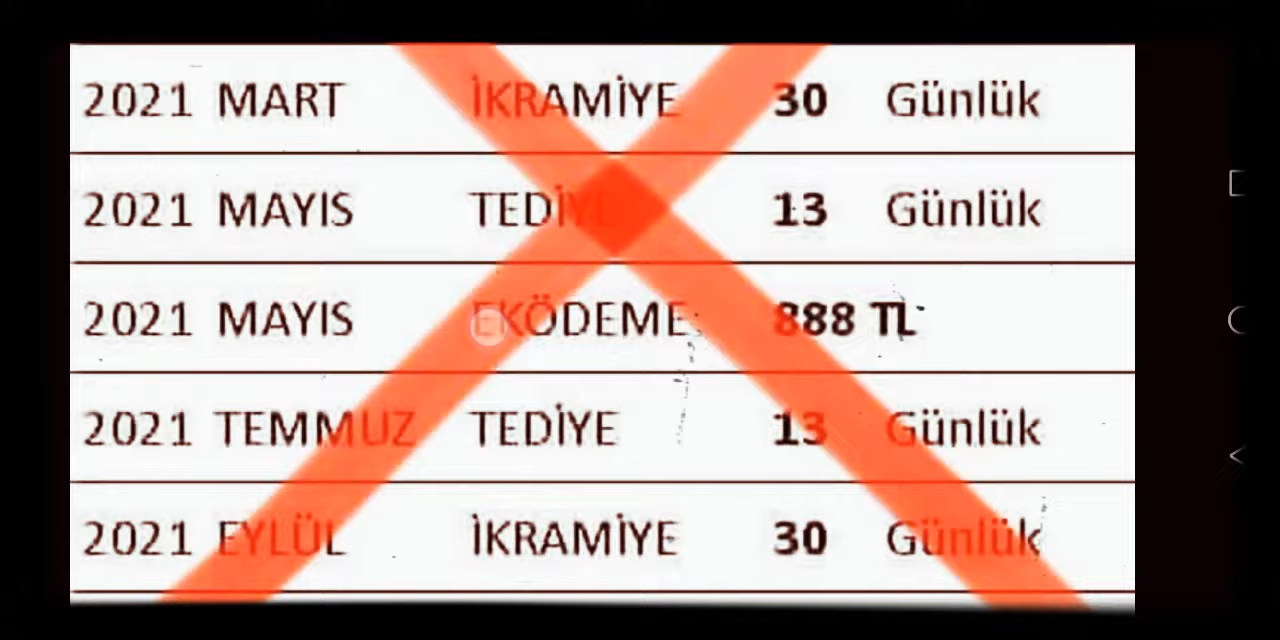 2021 MART İKRAMİYE 30 Günlük
2021 MAYIS TEDİYE 13 Günlük
2021 MAYIS EKÖDEME 888 TL
2021 TEMMUZ TEDİYE 13 Günlük
2021 EYLÜL İKRAMİYE 30 Günlük